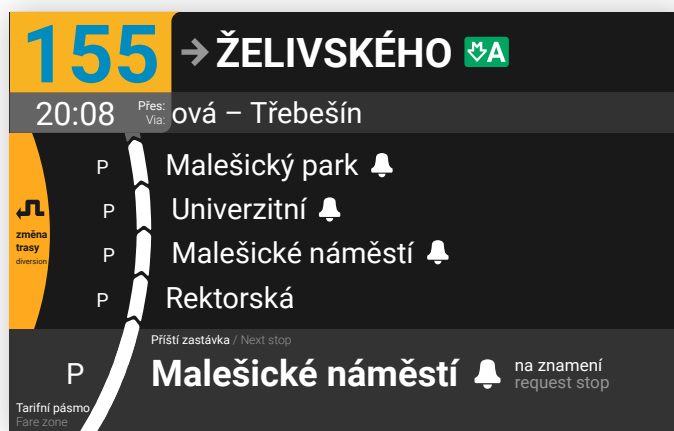 155 → ŽELIVSKÉHO A
20:08 Přes: ová – Třebešín
Via:
P Malešický park
P Univerzitní
změna
trasy
diversion
P Malešické náměstí
P Rektorská
Příští zastávka / Next stop
P Malešické náměstí na znamení
request stop
Tarifní pásmo
Fare zone